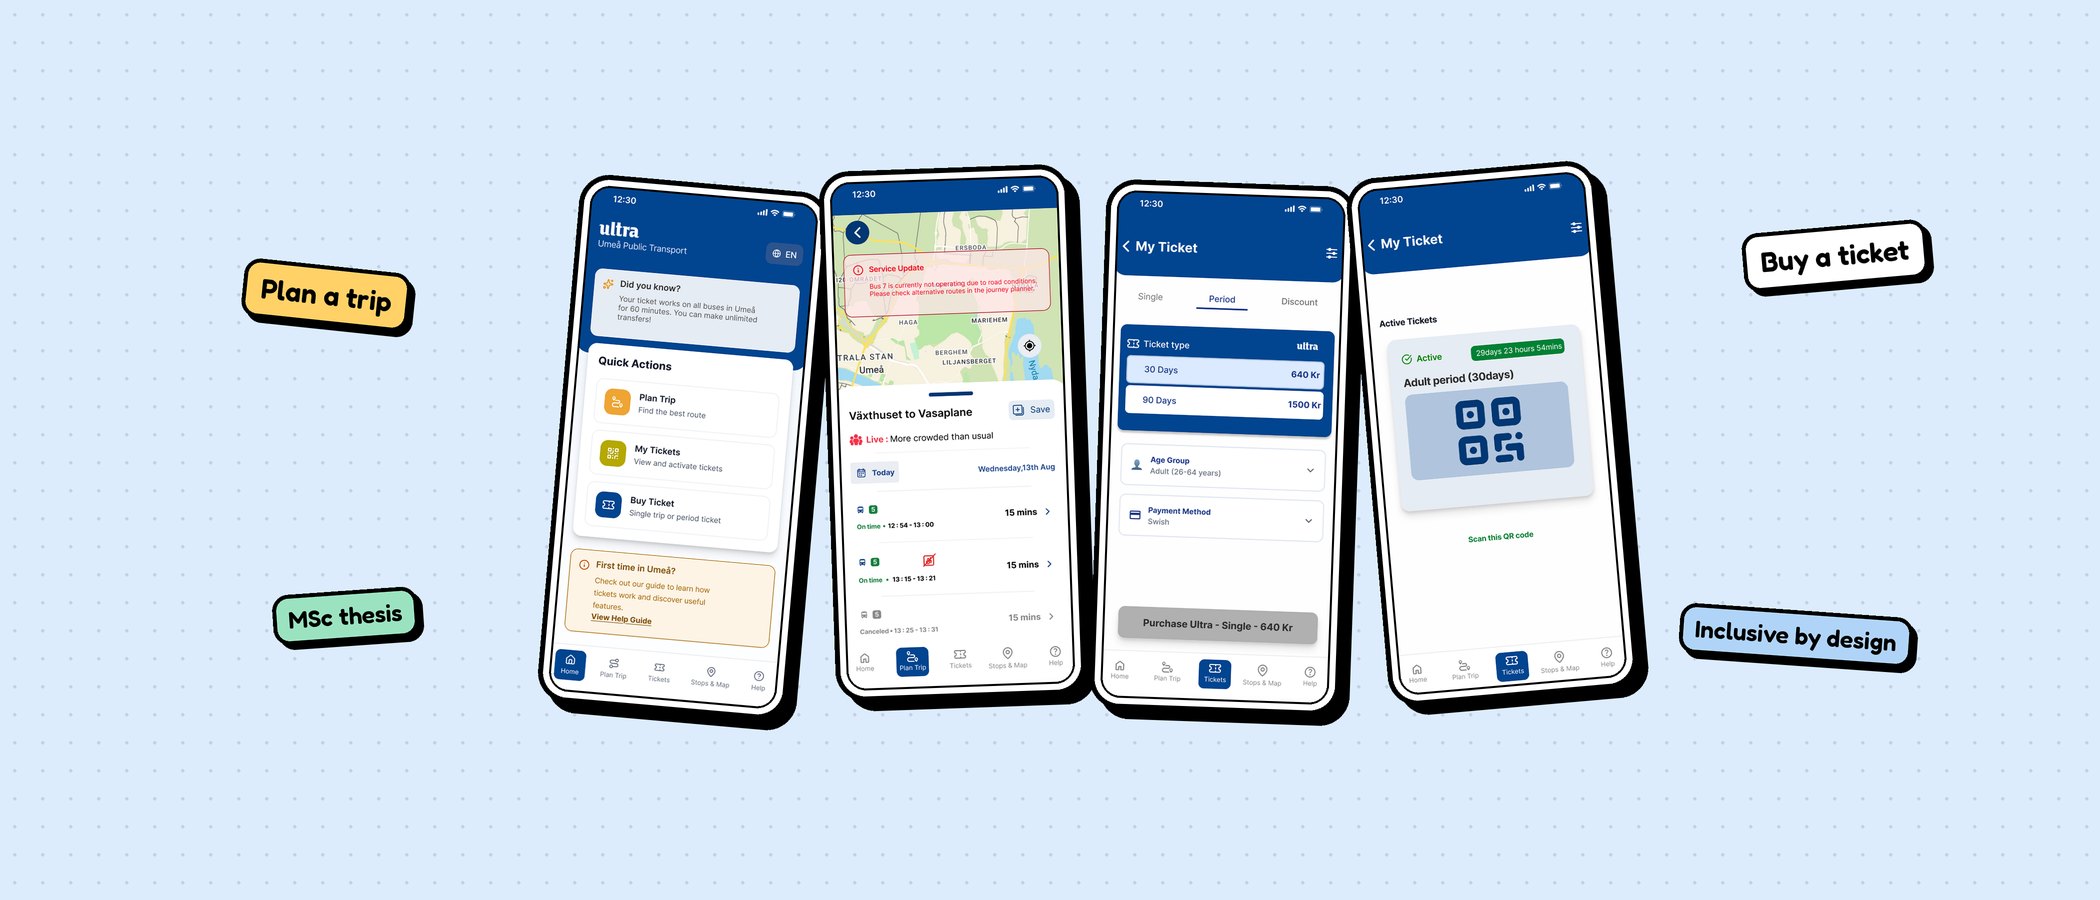 Plan a trip
MSc thesis
12:30
ultra
Umeå Public Transport
EN
Did you know?
Your ticket works on all buses in Umeå
for 60 minutes. You can make unlimited
transfers!
Quick Actions
Plan Trip
Find the best route
My Tickets
View and activate tickets
Buy Ticket
Single trip or period ticket
First time in Umeå?
Check out our guide to learn how
tickets work and discover useful
features.
View Help Guide
Home
Plan Trip
Tickets
Stops & Map
Help
12:30
ERSBODA
Service Update
Bus 7 is currently not operating due to road conditions.
Please check alternative routes in the journey planner.
HAGA
MARIEHEM
TRALA STAN
BERGHEM
LILJANSBERGET
Umeå
Nyda
Växthuset to Vasaplane
Save
Live : More crowded than usual
Today
Wednesday,13th Aug
5
15 mins
On time • 12:54 - 13:00
5
15 mins
On time • 13:15 - 13:21
5
15 mins
Canceled • 13:25 - 13:31
Home
Plan Trip
Tickets
Stops & Map
Help
12:30
My Ticket
Single
Period
Discount
Ticket type
ultra
30 Days
640 Kr
90 Days
1500 Kr
Age Group
Adult (26-64 years)
Payment Method
Swish
Purchase Ultra - Single - 640 Kr
Home
Plan Trip
Tickets
Stops & Map
Help
12:30
My Ticket
Active Tickets
Active
29days 23 hours 54mins
Adult period (30days)
Scan this QR code
Home
Plan Trip
Tickets
Stops & Map
Help
Buy a ticket
Inclusive by design